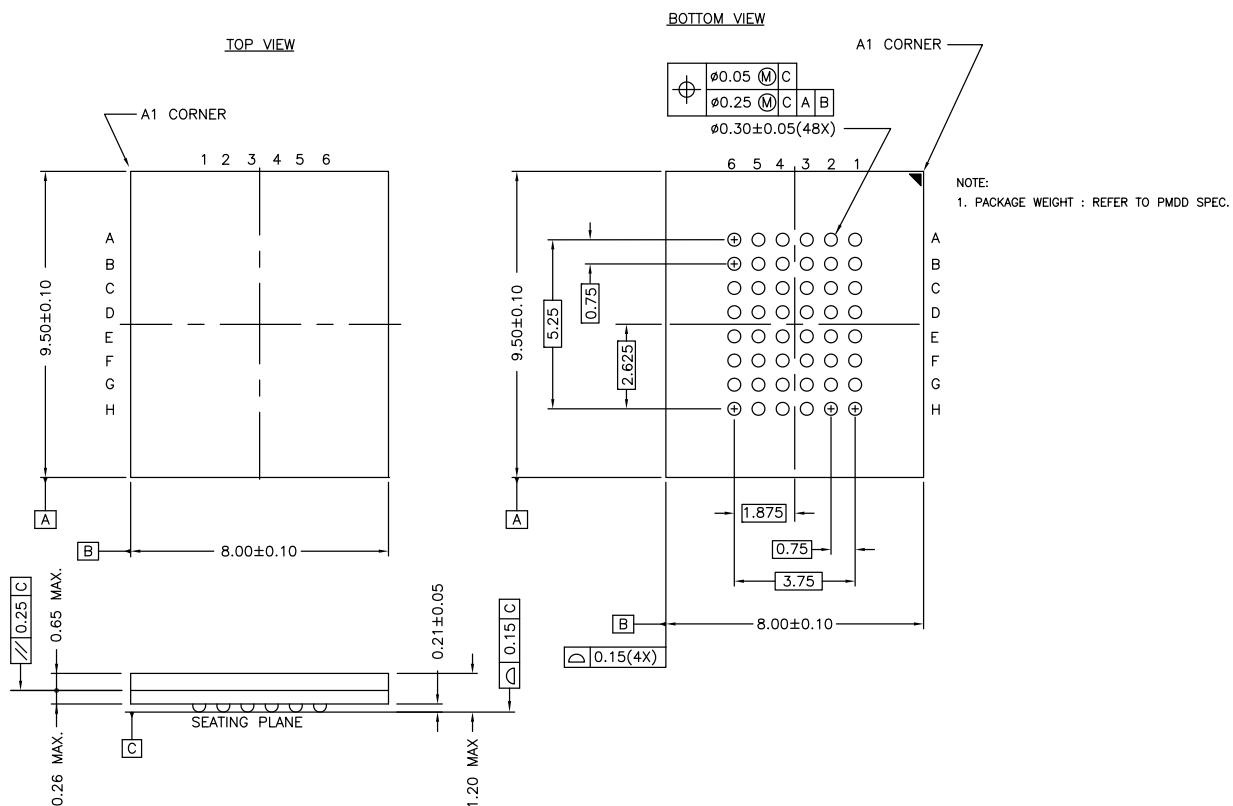 BOTTOM VIEW
TOP VIEW
A1 CORNER
ø0.05 Ⓜ C
ø0.25 Ⓜ C A B
ø0.30±0.05(48X)
A1 CORNER
1 2 3 4 5 6
6 5 4 3 2 1
NOTE:
1. PACKAGE WEIGHT : REFER TO PMDD SPEC.
A
B
C
D
E
F
G
H
9.50±0.10
9.50±0.10
5.25
0.75
2.625
A
B
C
D
E
F
G
H
A
B
8.00±0.10
A
1.875
0.75
3.75
B
8.00±0.10
0.15(4X)
// 0.25 C
0.65 MAX.
0.21±0.05
0.15 C
SEATING PLANE
C
0.26 MAX.
1.20 MAX